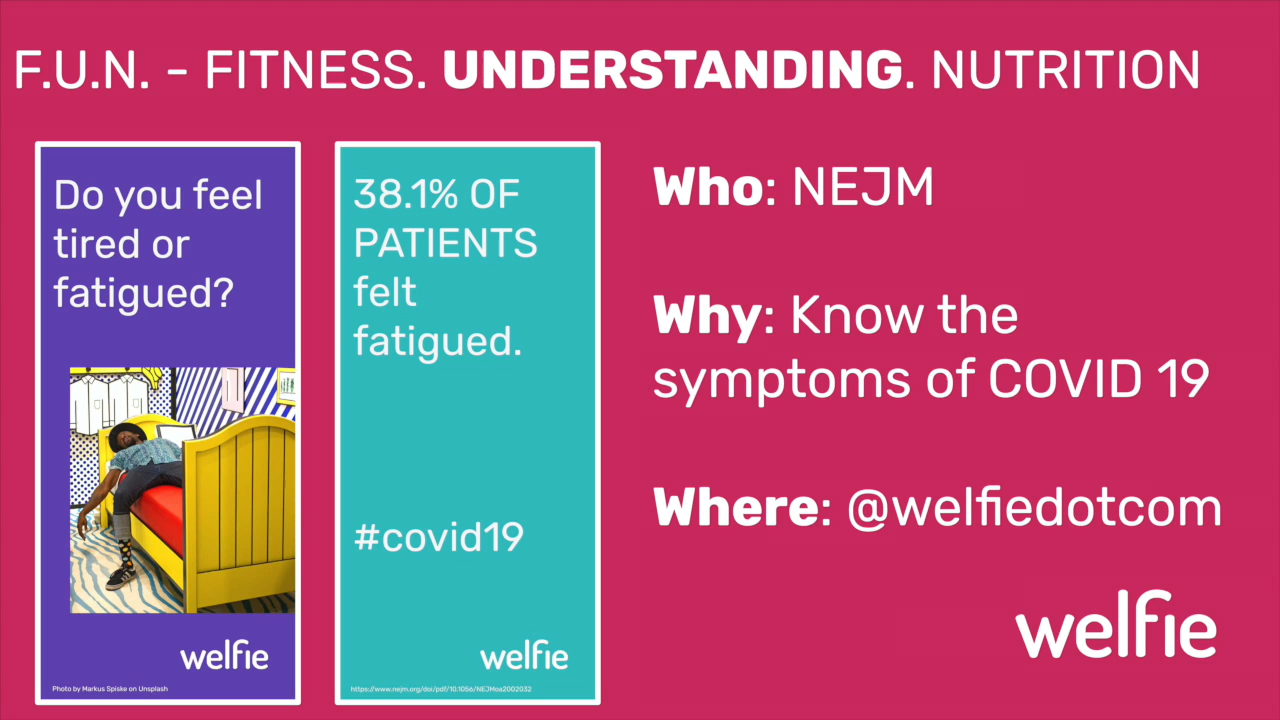 F.U.N. - FITNESS. UNDERSTANDING. NUTRITION
Do you feel
tired or
fatigued?
welfie
Photo by Markus Spiske on Unsplash
38.1% OF
PATIENTS
felt
fatigued.
#covid19
welfie
https://www.nejm.org/doi/pdf/10.1056/NEJMoa2002032
Who: NEJM
Why: Know the
symptoms of COVID 19
Where: @welfiedotcom
welfie